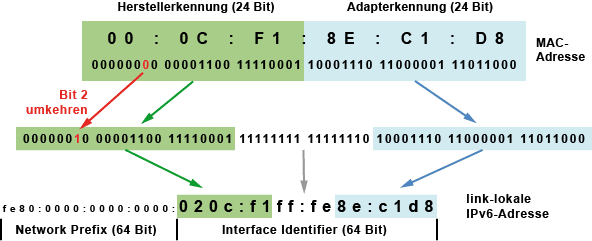 Herstellerkennung (24 Bit) Adapterkennung (24 Bit)
00 : 0C : F1 : 8E : C1 : D8
MAC-
Adresse
00000000 00001100 11110001 10001110 11000001 11011000
Bit 2
umkehren
00000010 00001100 11110001 11111111 11111110 10001110 11000001 11011000
fe80:0000:0000:0000:020c:f1ff:fe8e:c1d8
link-lokale
IPv6-Adresse
Network Prefix (64 Bit) Interface Identifier (64 Bit)